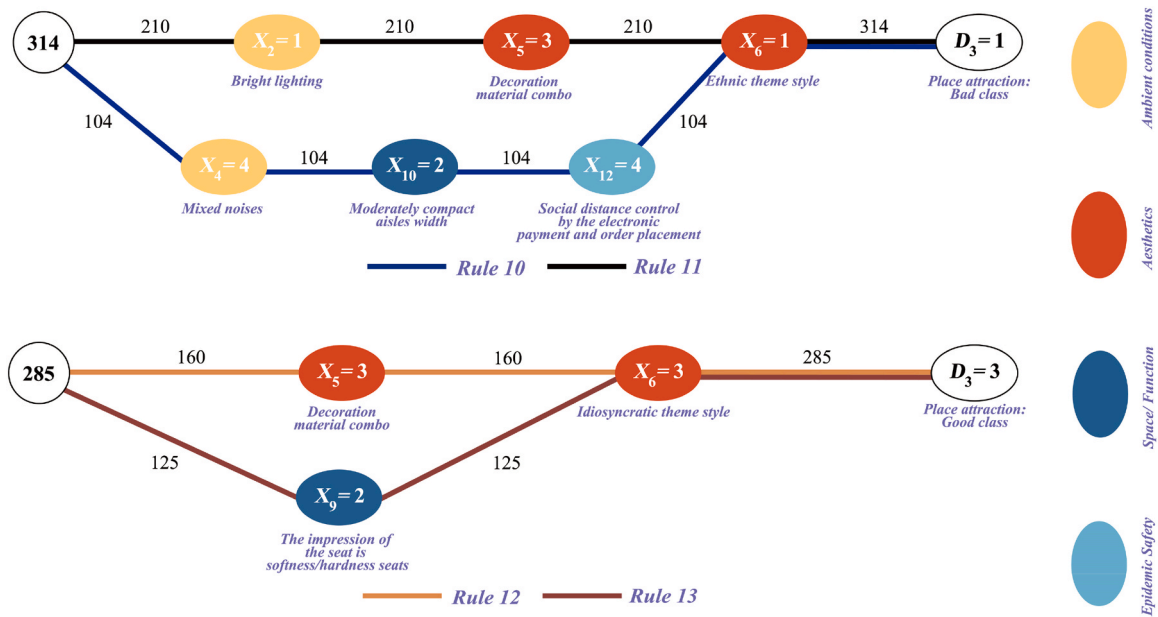 314
210
X2 = 1
210
X5 = 3
210
X6 = 1
314
D3 = 1
Bright lighting
Decoration
material combo
Ethnic theme style
Place attraction:
Bad class
104
X4 = 4
104
X10 = 2
104
X12 = 4
104
Mixed noises
Moderately compact
aisles width
Social distance control
by the electronic
payment and order placement
Rule 10
Rule 11
285
160
X5 = 3
160
X6 = 3
285
D3 = 3
Decoration
material combo
Idiosyncratic theme style
Place attraction:
Good class
125
X9 = 2
125
The impression of
the seat is
softness/hardness seats
Rule 12
Rule 13
Ambient conditions
Aesthetics
Space/ Function
Epidemic Safety